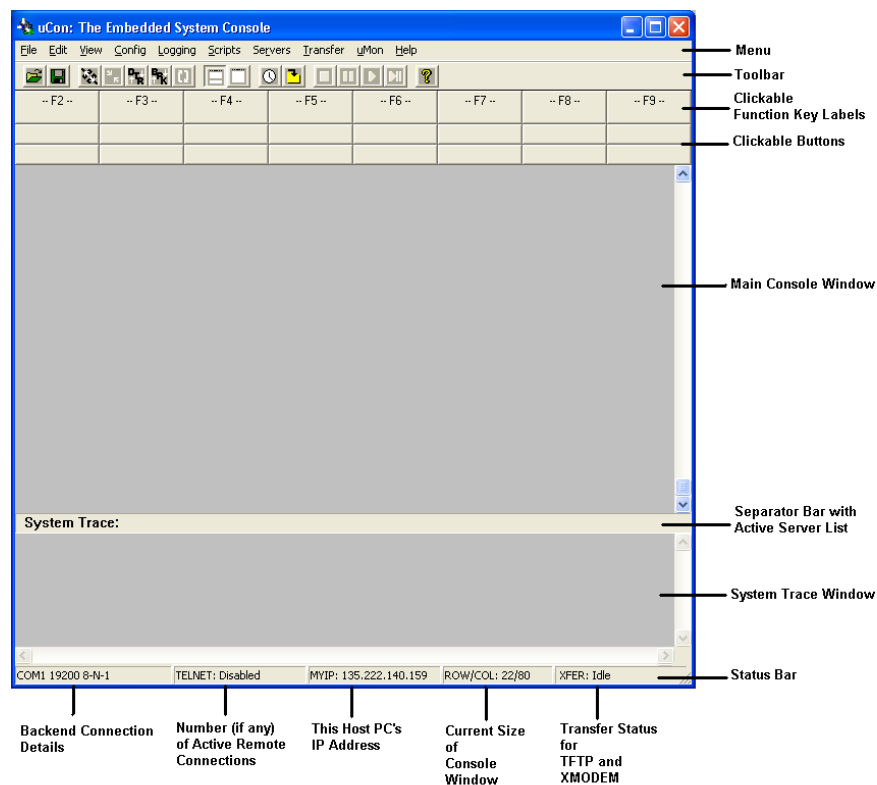 uCon: The Embedded System Console
File Edit View Config Logging Scripts Servers Transfer uMon Help
Menu
DTR BRK
Toolbar
-- F2 -- -- F3 -- -- F4 -- -- F5 -- -- F6 -- -- F7 -- -- F8 -- -- F9 --
Clickable
Function Key Labels
Clickable Buttons
Main Console Window
System Trace:
Separator Bar with
Active Server List
System Trace Window
COM1 19200 8-N-1 TELNET: Disabled MYIP: 135.222.140.159 ROW/COL: 22/80 XFER: Idle
Status Bar
Backend Connection
Details
Number (if any)
of Active Remote
Connections
This Host PC's
IP Address
Current Size
of
Console
Window
Transfer Status
for
TFTP and
XMODEM